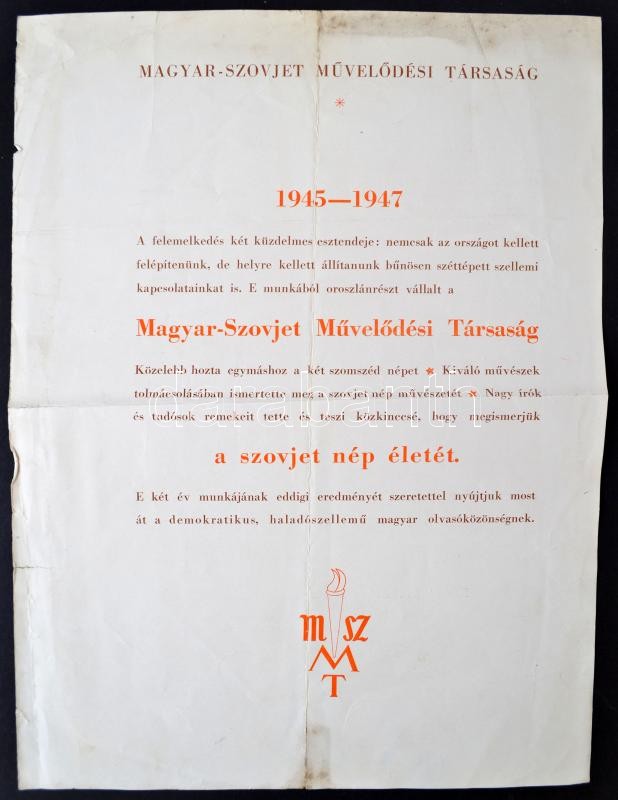 MAGYAR-SZOVJET MŰVELŐDÉSI TÁRSASÁG
*
1945—1947
A felemelkedés két küzdelmes esztendeje: nemcsak az országot kellett
felépítenünk, de helyre kellett állítanunk bűnösen széttépett szellemi
kapcsolatainkat is. E munkából oroszlánrészt vállalt a
Magyar-Szovjet Művelődési Társaság
Közelebb hozta egymáshoz a két szomszéd népet * Kiváló művészek
tolmácsolásában ismertette meg a szovjet nép művészetét * Nagy írók
és tudósok remekeit tette és teszi közkinccsé, hogy megismerjük
a szovjet nép életét.
E két év munkájának eddigi eredményét szeretettel nyújtjuk most
át a demokratikus, haladószellemű magyar olvasóközönségnek.
M SZ
M
T
darabanth